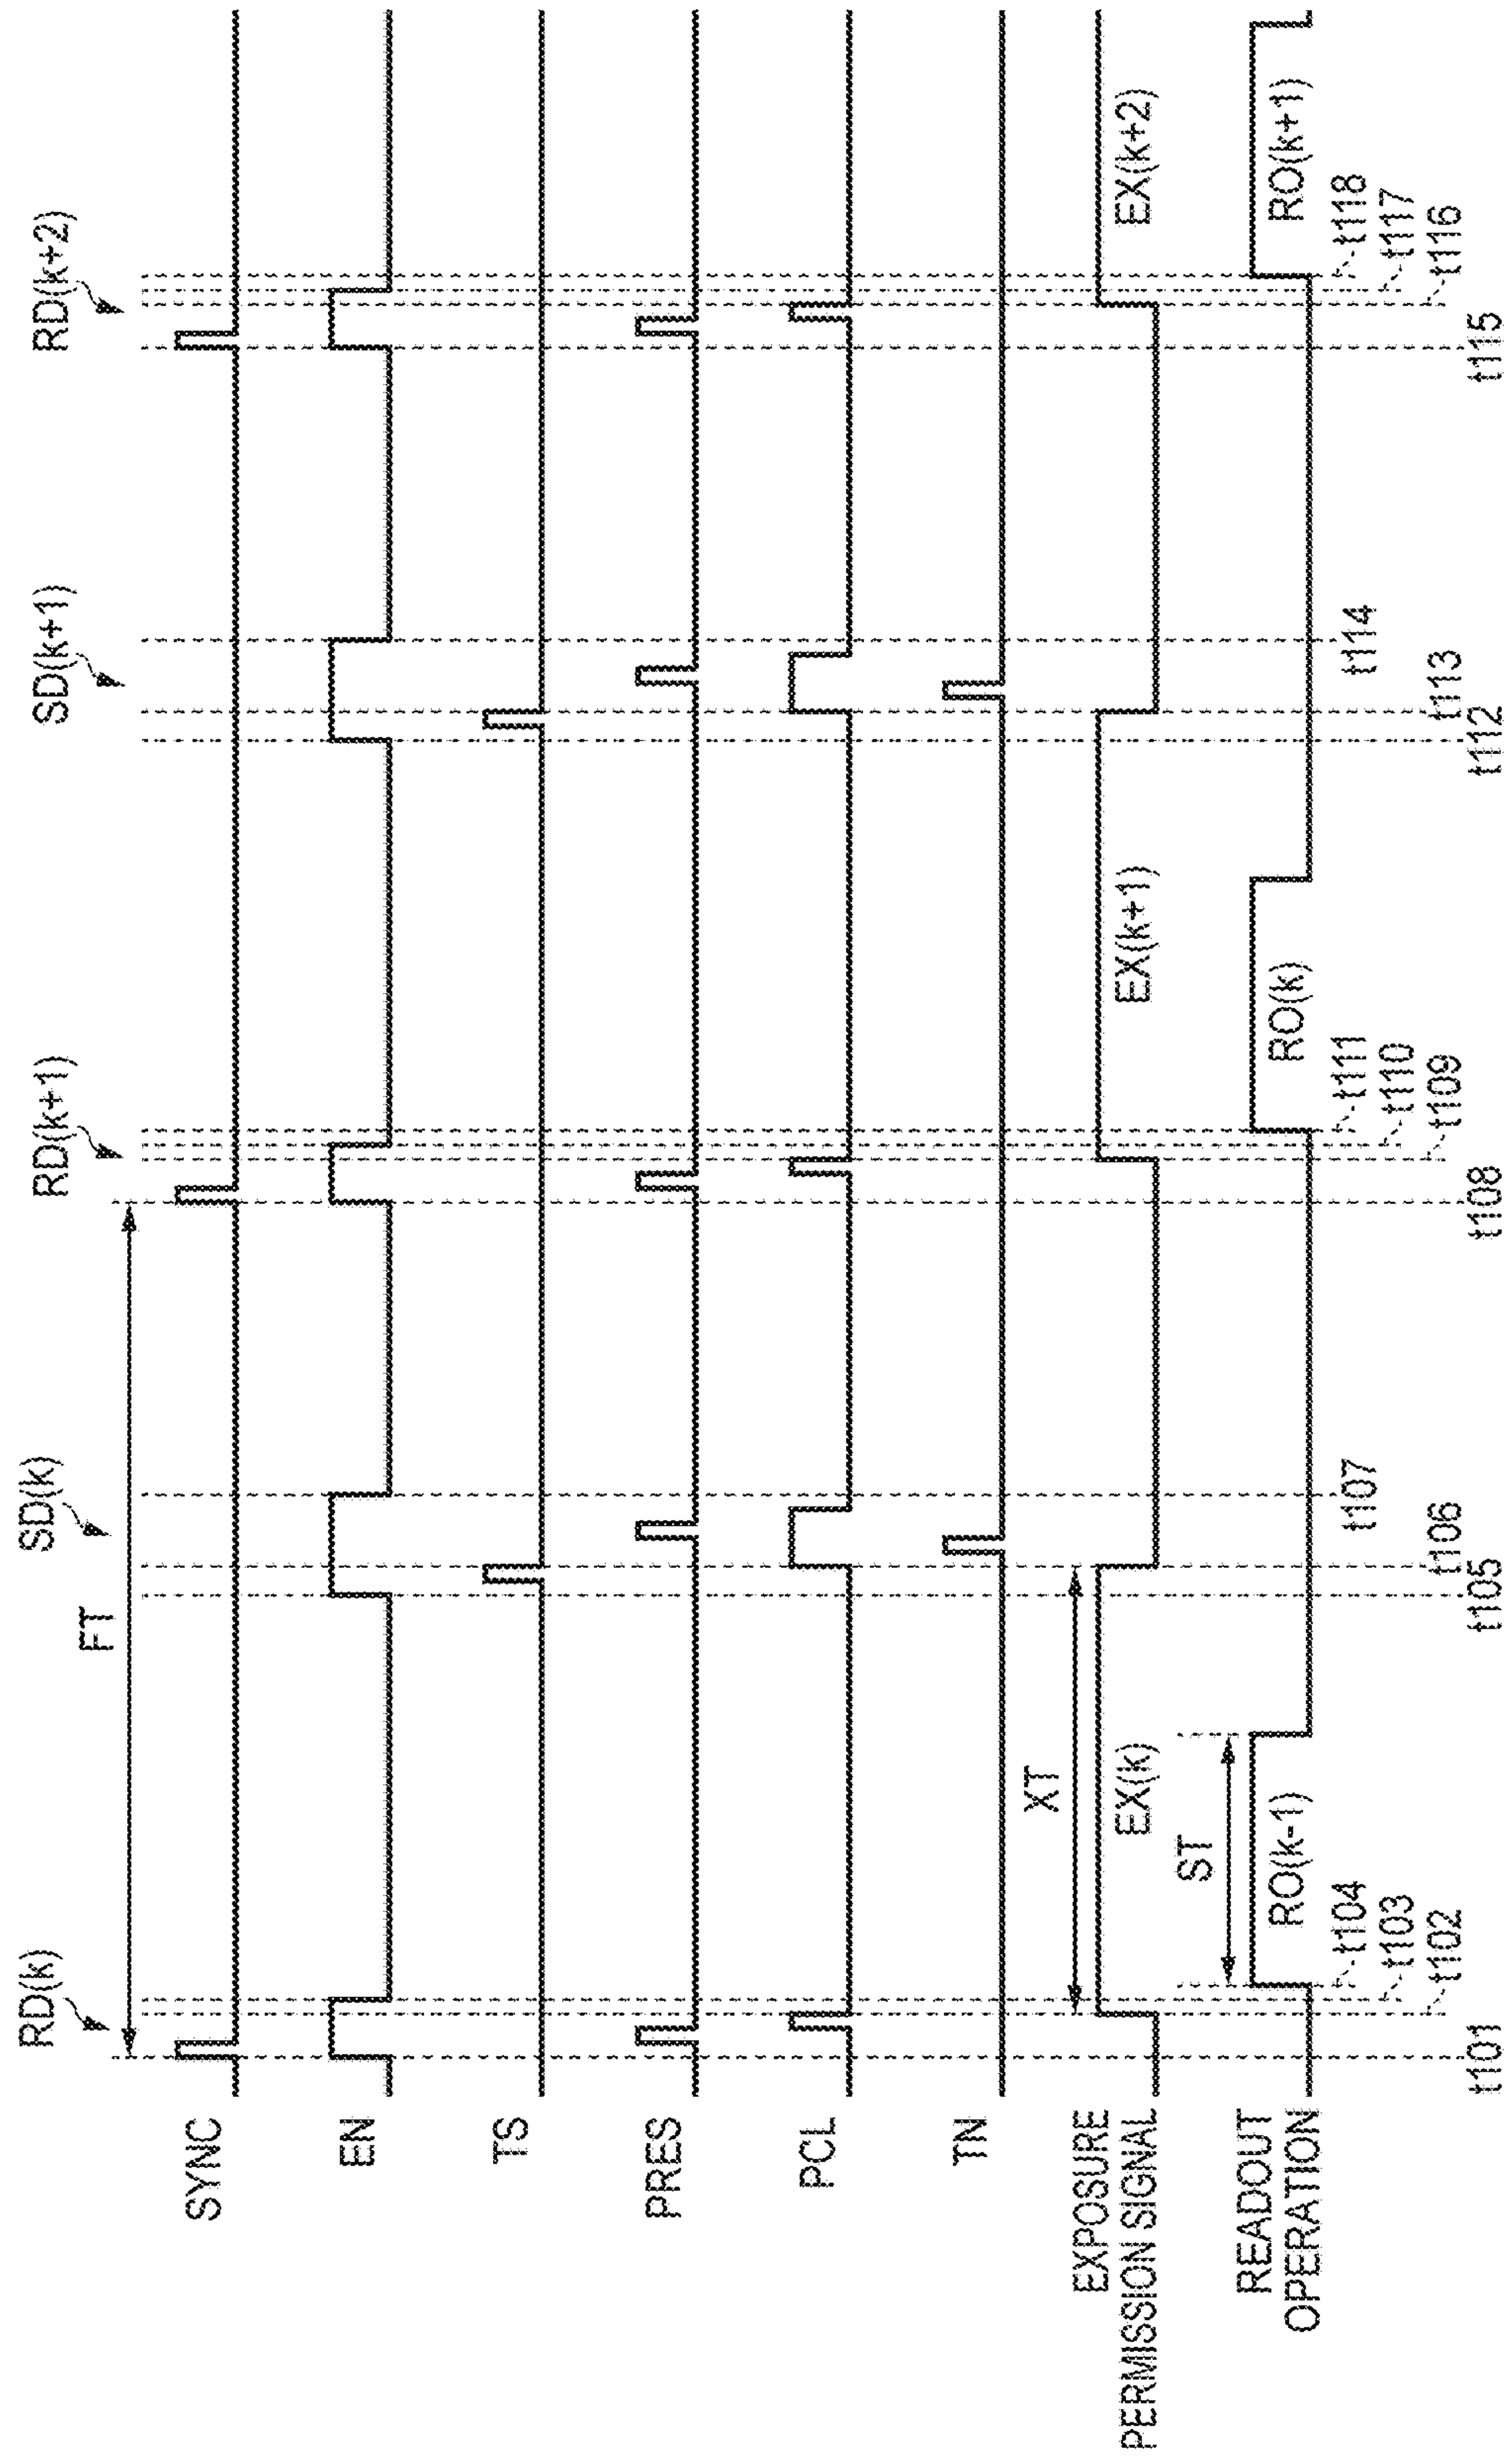 RD(k)
SD(k)
RD(k+1)
SD(k+1)
RD(k+2)
FT
SYNC
EN
TS
PRES
PCL
TN
XT
EXPOSURE
PERMISSION SIGNAL
EX(k)
EX(k+1)
EX(k+2)
ST
READOUT
OPERATION
RO(k-1)
RO(k)
RO(k+1)
t104
t107
t111
t114
t118
t103
t110
t117
t102
t106
t109
t113
t116
t101
t105
t108
t112
t115